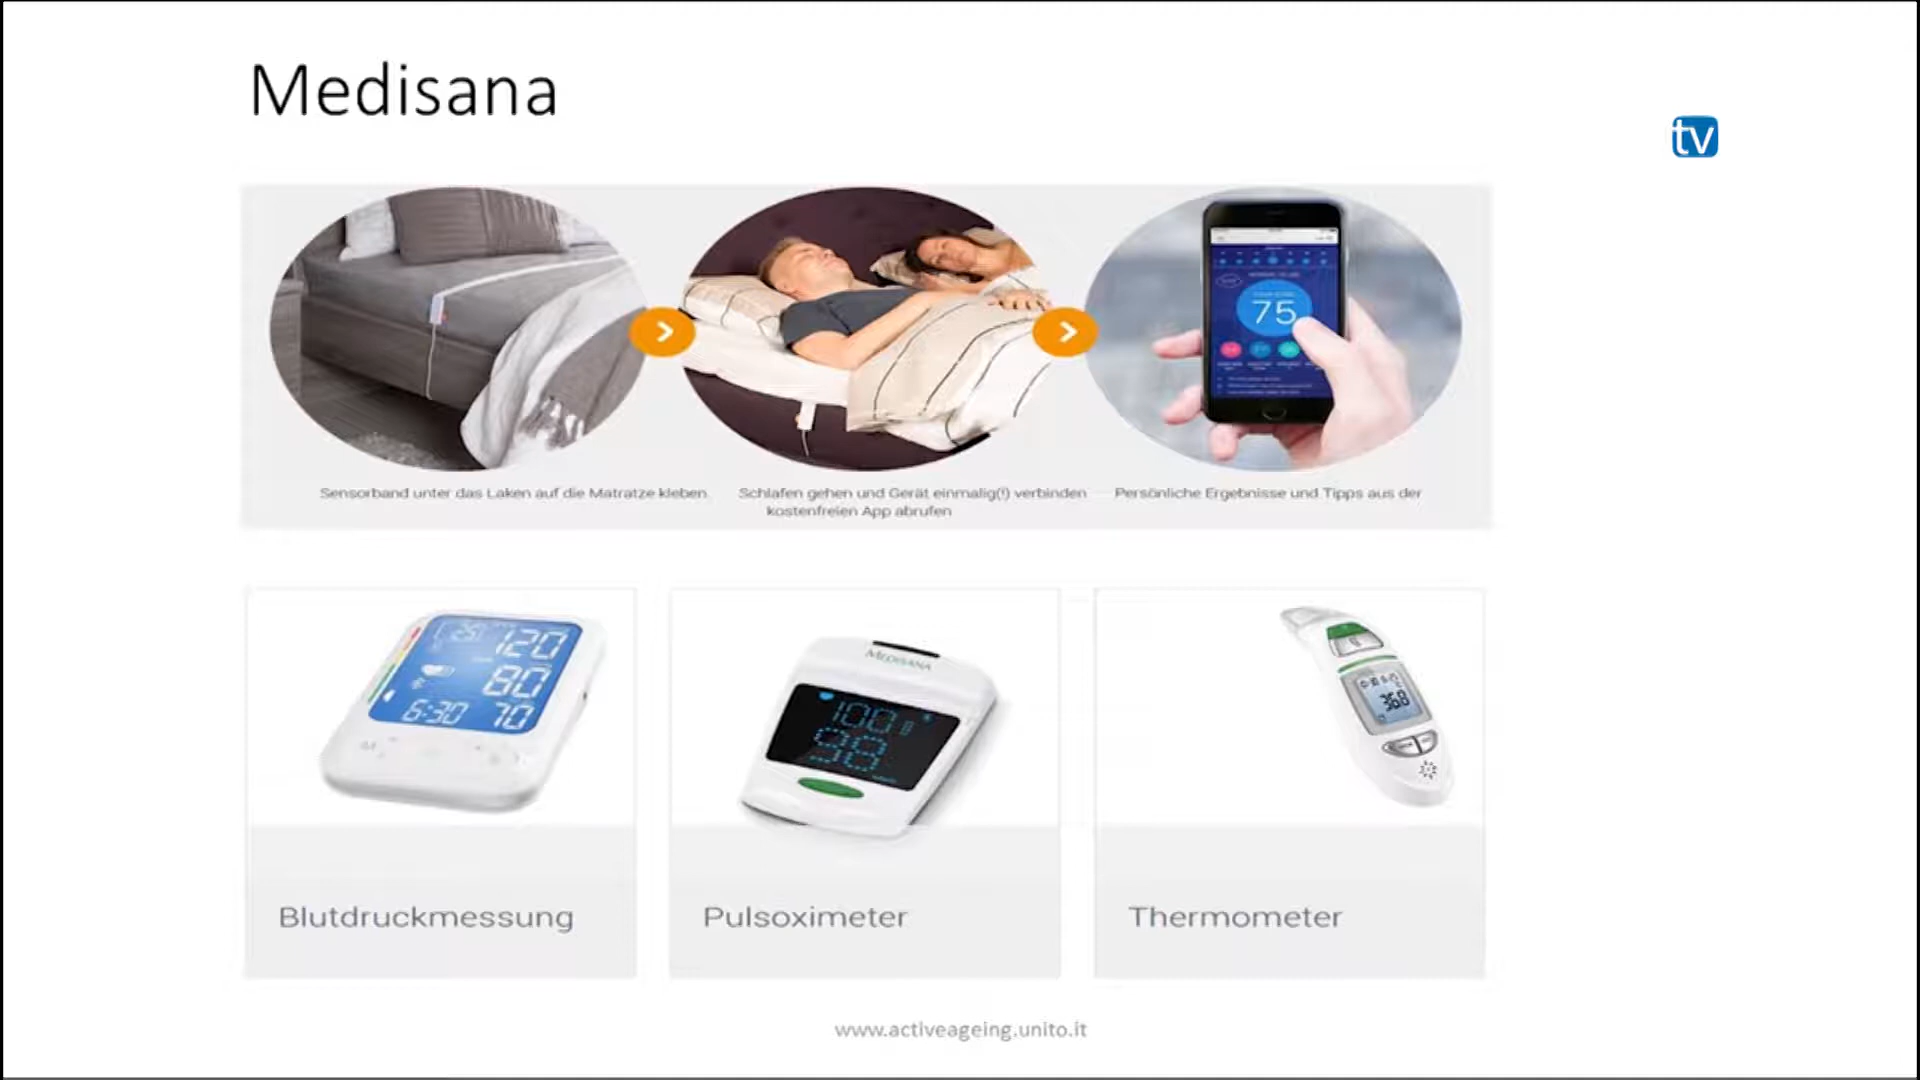 Medisana
tv
75
Sensorband unter das Laken auf die Matratze kleben.
Schlafen gehen und Gerät einmalig(!) verbinden
Persönliche Ergebnisse und Tipps aus der
kostenfreien App abrufen
120
80
6:30 70
MEDISANA
100
98
36.8
Blutdruckmessung
Pulsoximeter
Thermometer
www.activeageing.unito.it